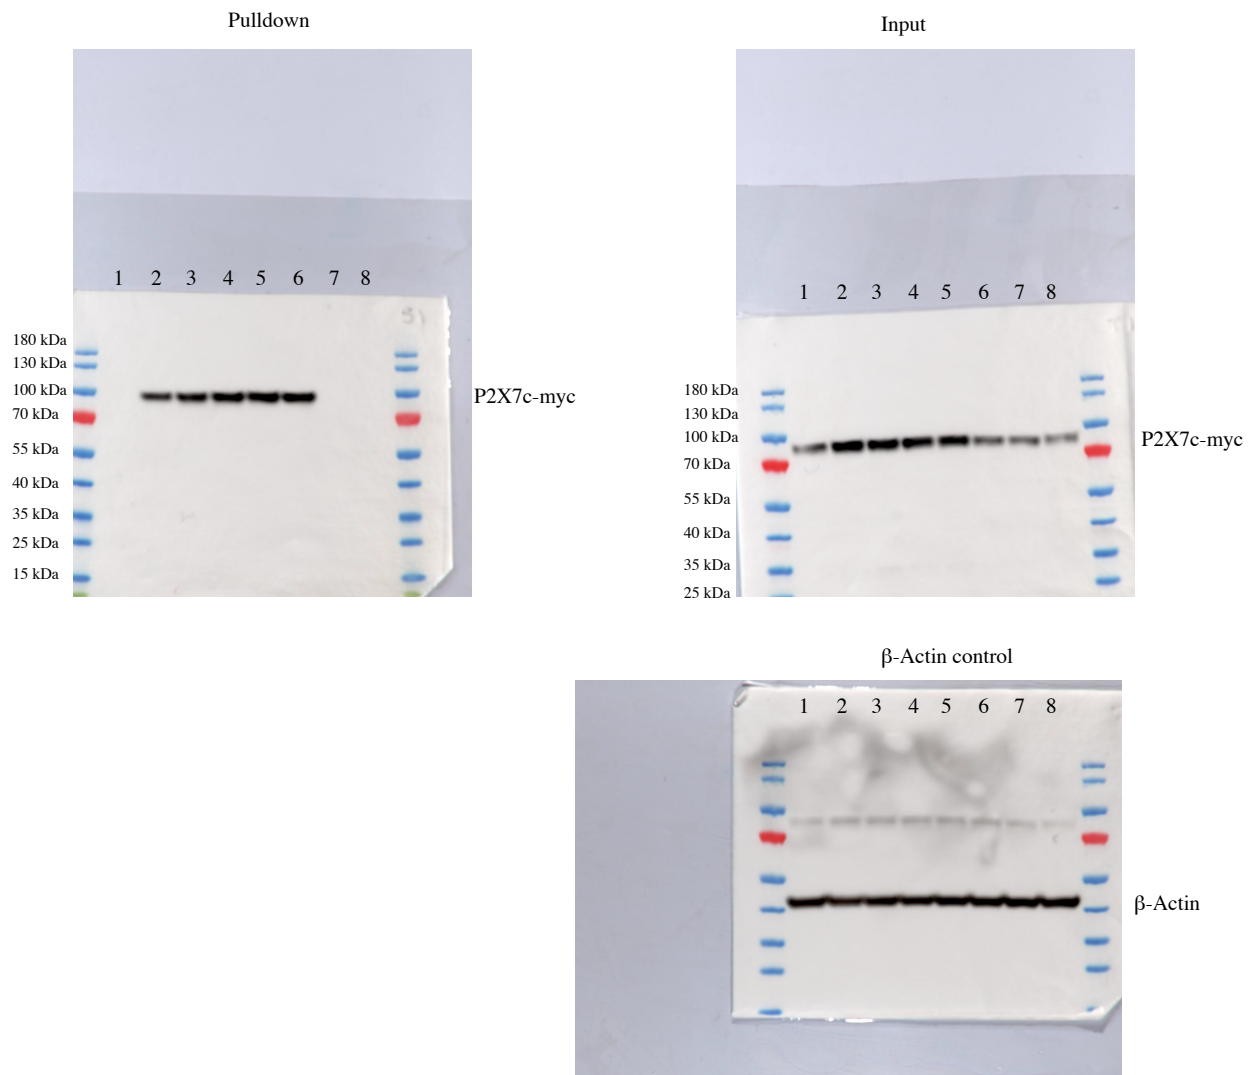 Pulldown
Input
1 2 3 4 5 6 7 8
180 kDa
130 kDa
100 kDa
70 kDa
55 kDa
40 kDa
35 kDa
25 kDa
15 kDa
P2X7c-myc
1 2 3 4 5 6 7 8
180 kDa
130 kDa
100 kDa
70 kDa
55 kDa
40 kDa
35 kDa
25 kDa
P2X7c-myc
β-Actin control
1 2 3 4 5 6 7 8
β-Actin